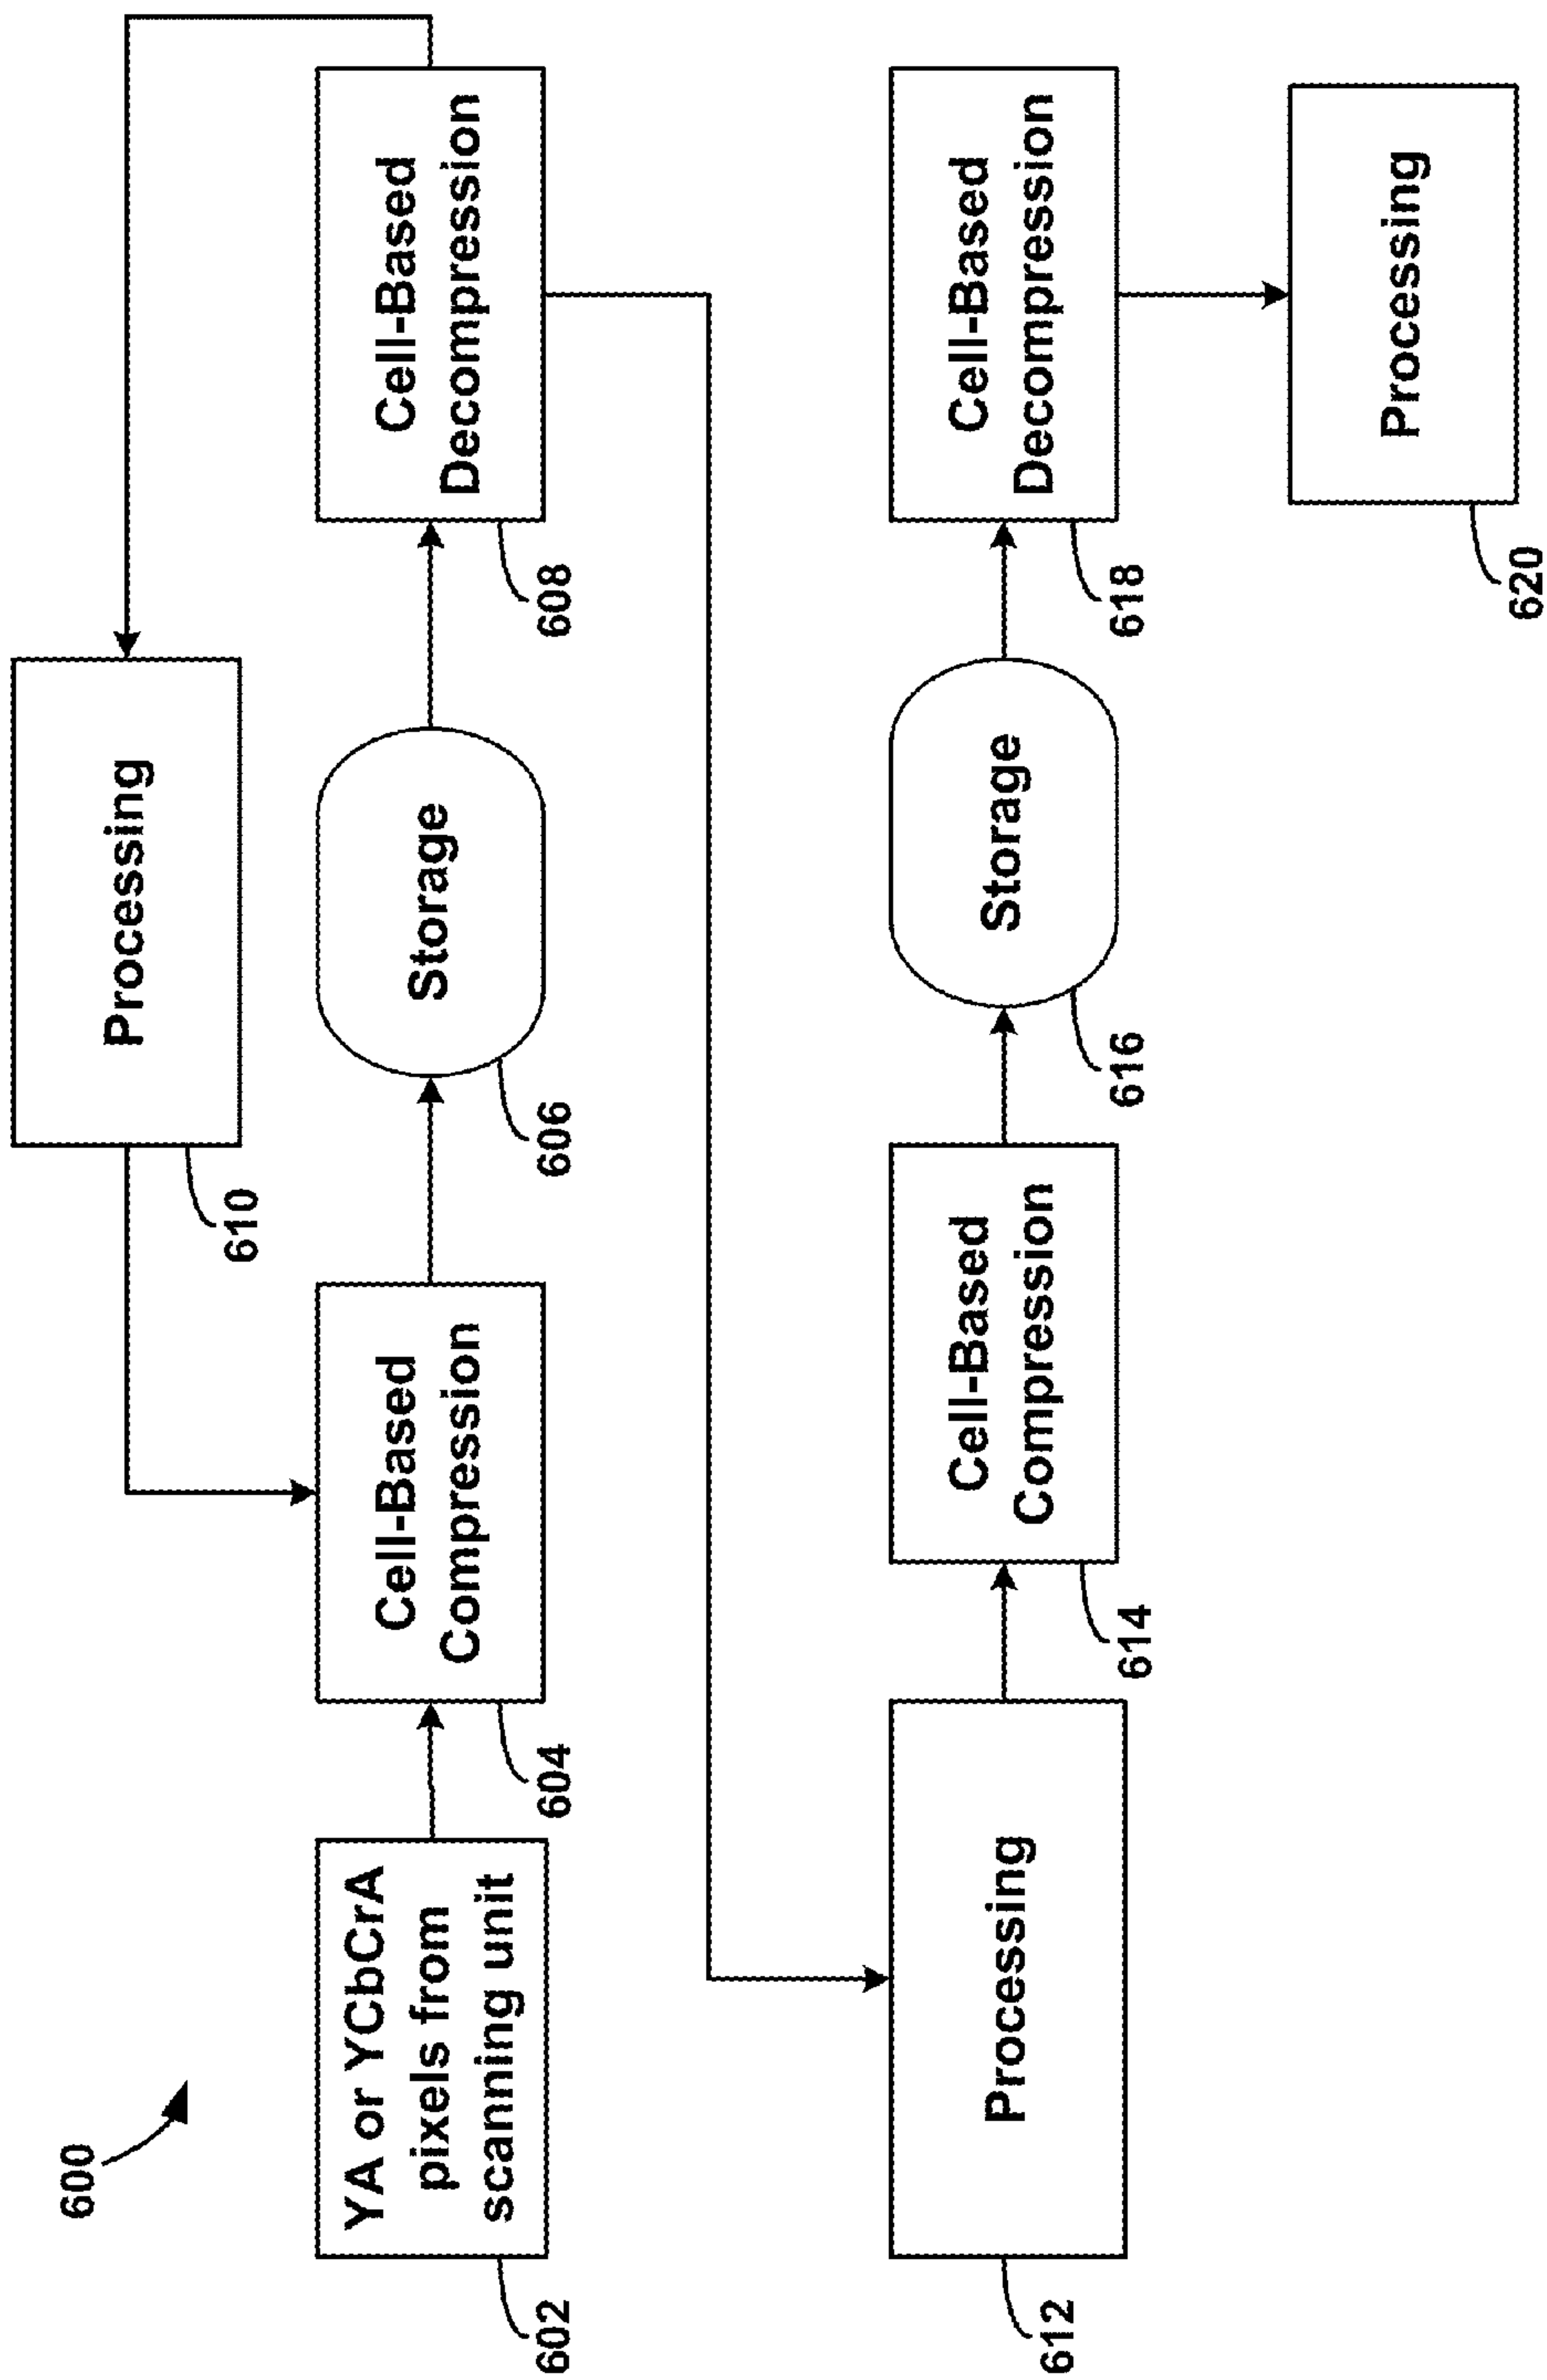 600
Processing
610
YA or YCbCrA
pixels from
scanning unit
602
Cell-Based
Compression
604
Storage
606
Cell-Based
Decompression
608
Processing
612
Cell-Based
Compression
614
Storage
616
Cell-Based
Decompression
618
Processing
620